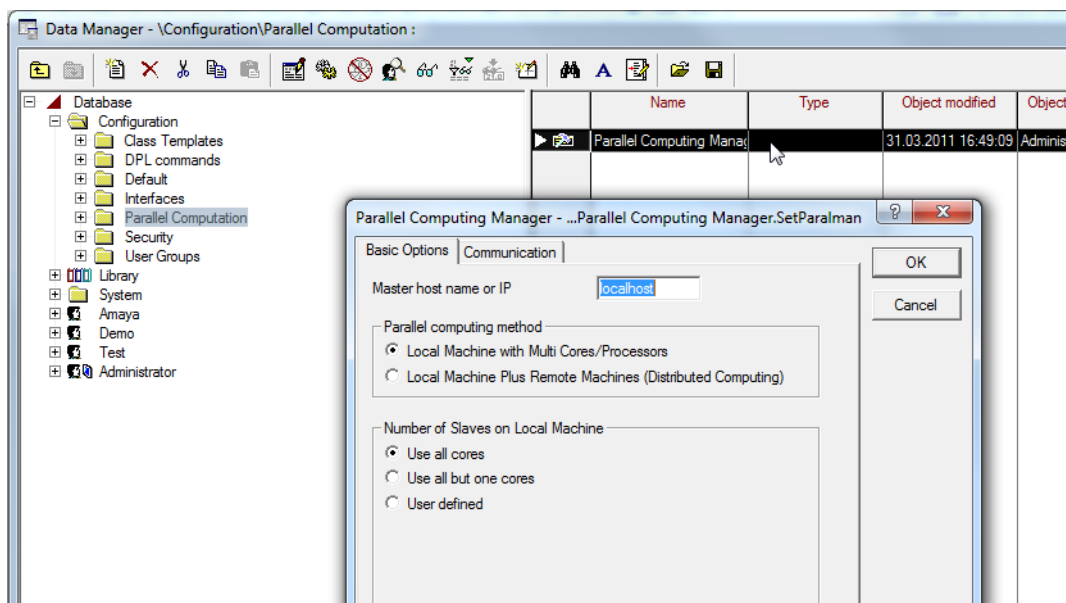 Data Manager - \Configuration\Parallel Computation :
Database
Configuration
Class Templates
DPL commands
Default
Interfaces
Parallel Computation
Security
User Groups
Library
System
Amaya
Demo
Test
Administrator
Name Type Object modified Object
Parallel Computing Manag 31.03.2011 16:49:09 Adminis
Parallel Computing Manager - ...Parallel Computing Manager.SetParalman
Basic Options Communication
OK
Master host name or IP localhost
Cancel
Parallel computing method
Local Machine with Multi Cores/Processors
Local Machine Plus Remote Machines (Distributed Computing)
Number of Slaves on Local Machine
Use all cores
Use all but one cores
User defined